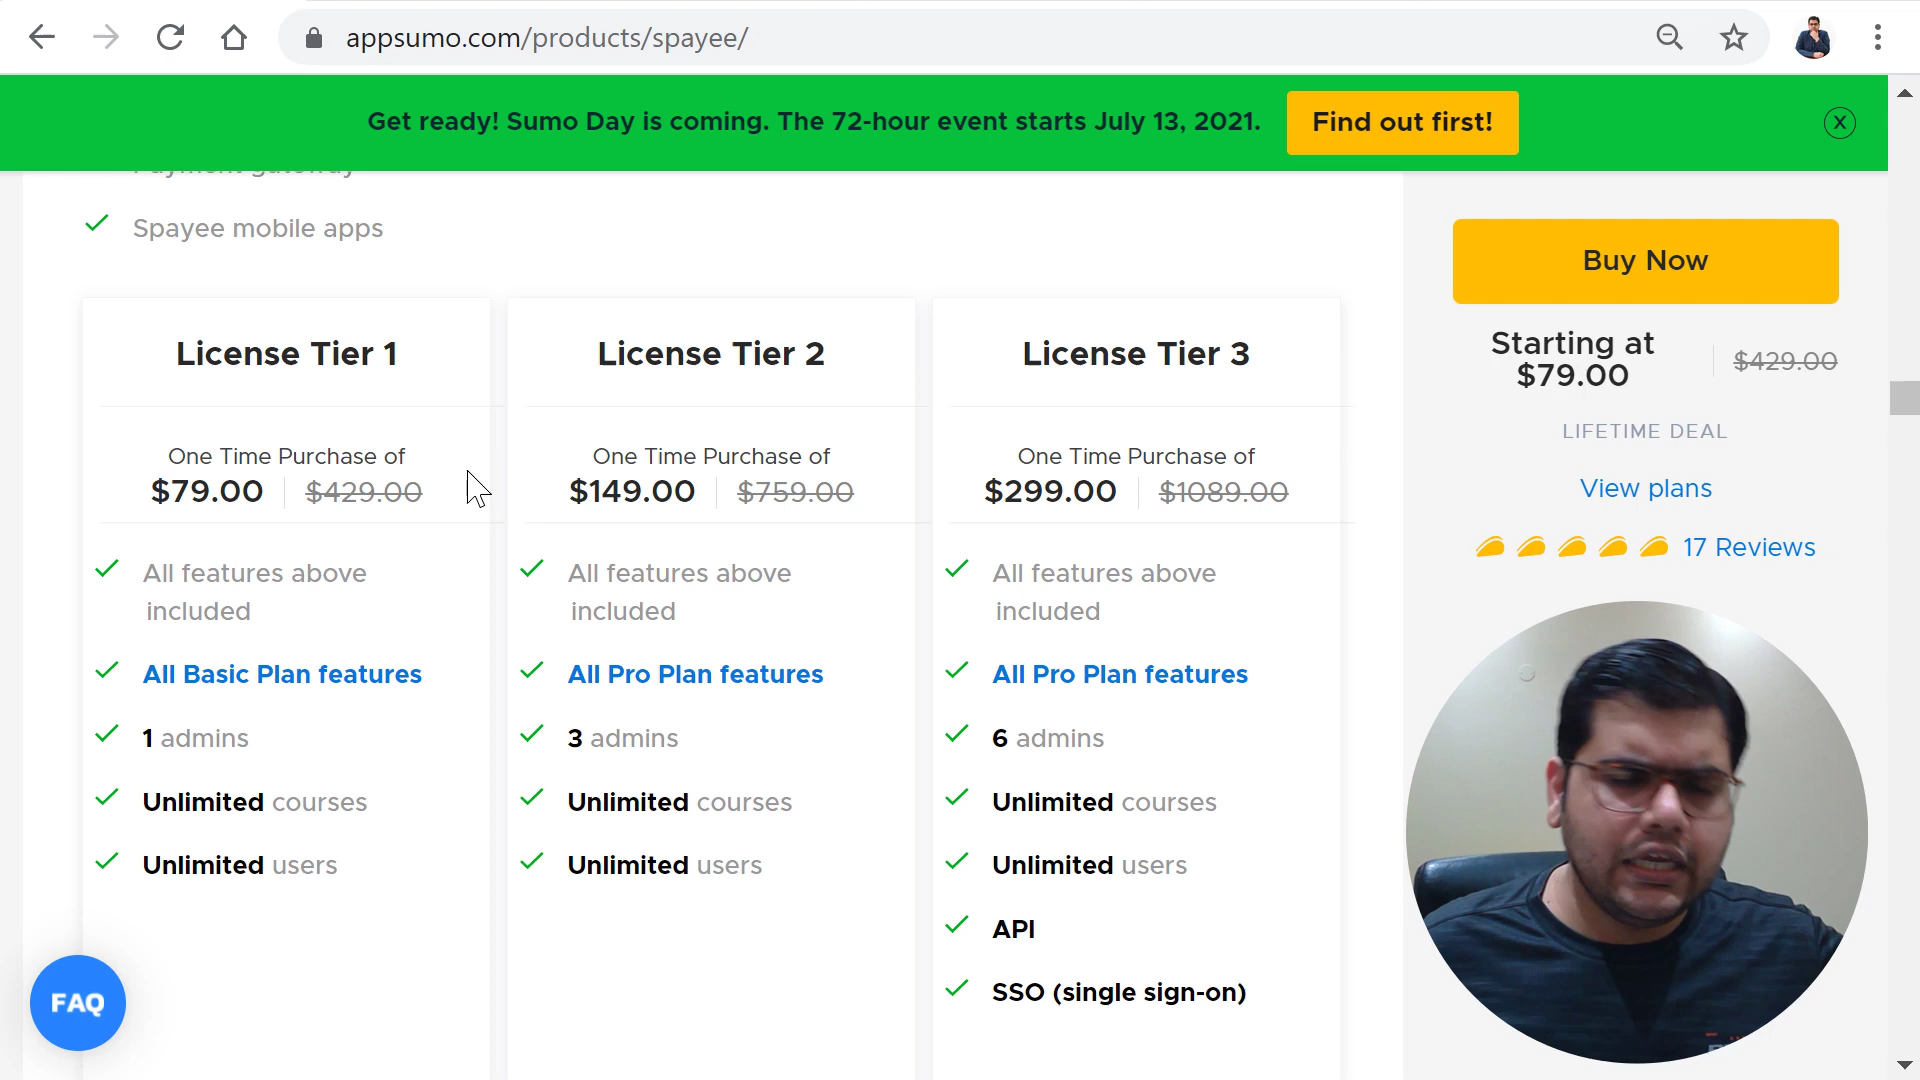 appsumo.com/products/spayee/
Get ready! Sumo Day is coming. The 72-hour event starts July 13, 2021.
Find out first!
X
Payment gateway
Spayee mobile apps
License Tier 1
One Time Purchase of
$79.00 $429.00
All features above
included
All Basic Plan features
1 admins
Unlimited courses
Unlimited users
License Tier 2
One Time Purchase of
$149.00 $759.00
All features above
included
All Pro Plan features
3 admins
Unlimited courses
Unlimited users
License Tier 3
One Time Purchase of
$299.00 $1089.00
All features above
included
All Pro Plan features
6 admins
Unlimited courses
Unlimited users
API
SSO (single sign-on)
Buy Now
Starting at
$79.00
$429.00
LIFETIME DEAL
View plans
17 Reviews
FAQ